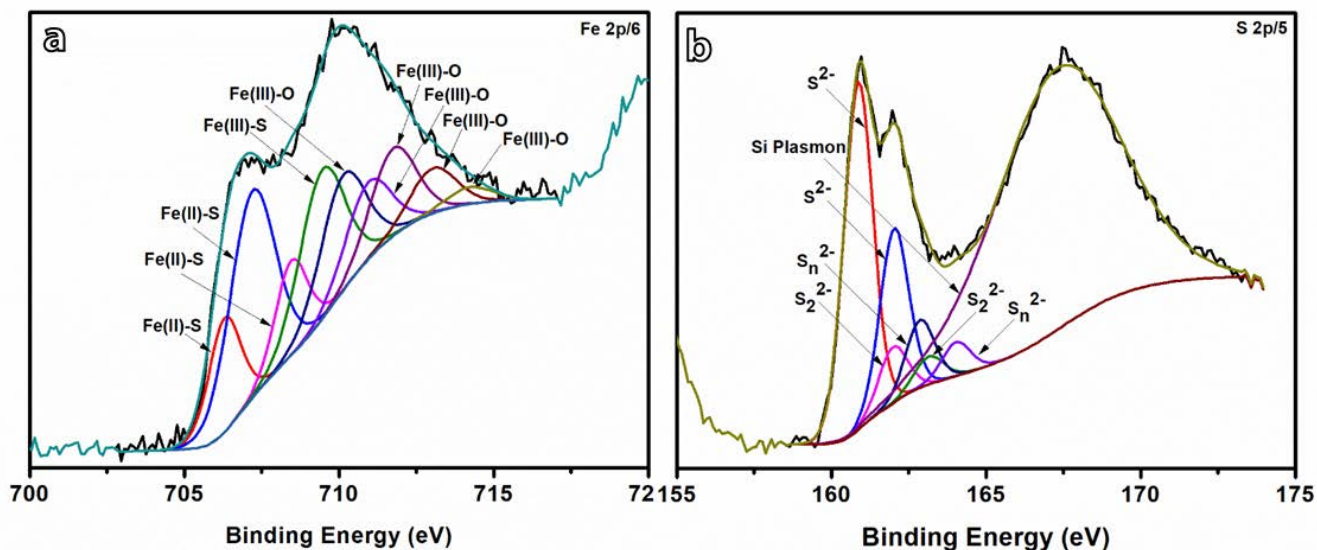 a
Fe 2p/6
Fe(III)-O
Fe(III)-O
Fe(III)-O
Fe(III)-O
Fe(III)-O
Fe(III)-S
Fe(II)-S
Fe(II)-S
Fe(II)-S
700 705 710 715 72
Binding Energy (eV)
b
S 2p/5
S²⁻
Si Plasmon
S²⁻
Sₙ²⁻
S₂²⁻
S₂²⁻
Sₙ²⁻
155 160 165 170 175
Binding Energy (eV)